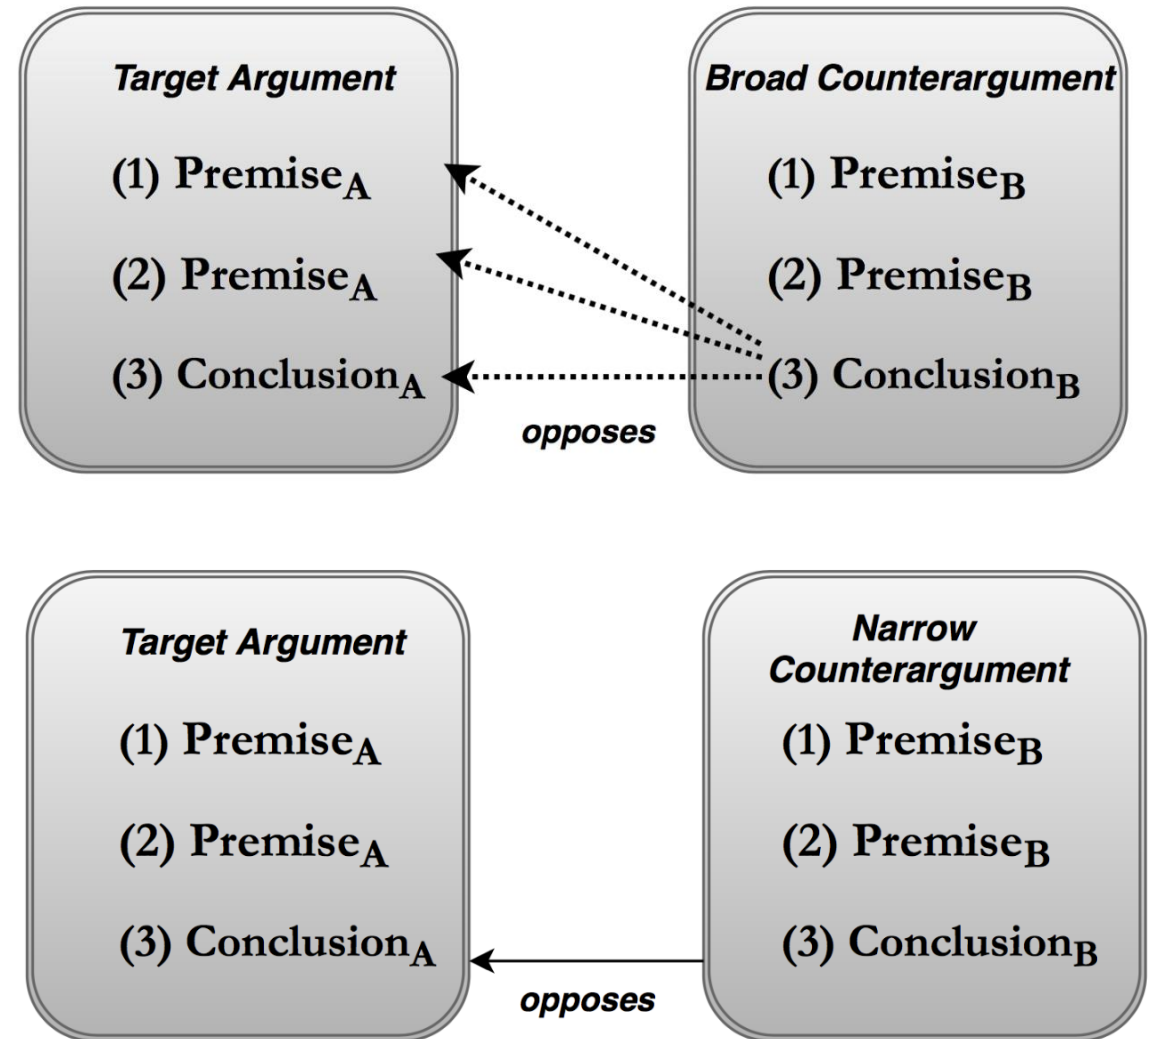 Target Argument
(1) Premise_A
(2) Premise_A
(3) Conclusion_A
Broad Counterargument
(1) Premise_B
(2) Premise_B
(3) Conclusion_B
opposes
Target Argument
(1) Premise_A
(2) Premise_A
(3) Conclusion_A
Narrow
Counterargument
(1) Premise_B
(2) Premise_B
(3) Conclusion_B
opposes